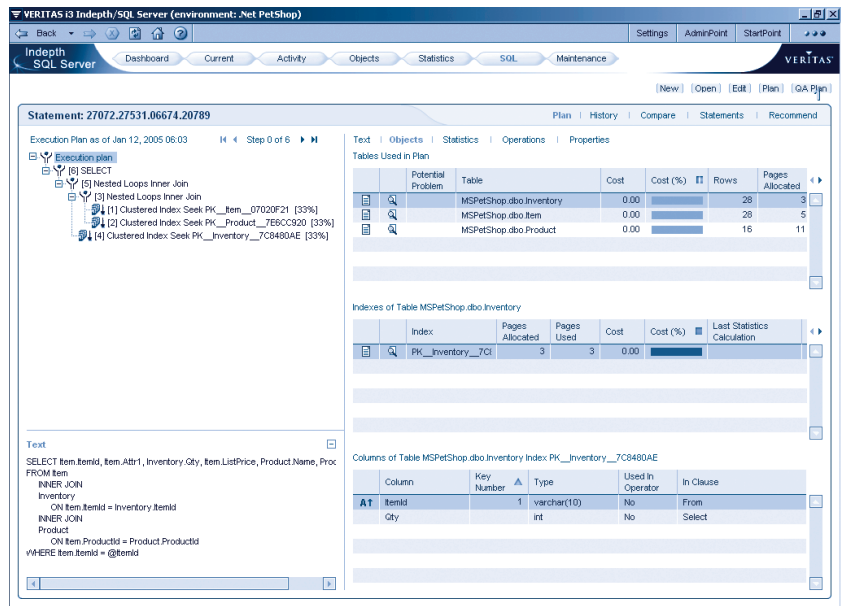 VERITAS i3 Indepth/SQL Server (environment: .Net PetShop)
Back
Settings AdminPoint StartPoint
Indepth
SQL Server
Dashboard Current Activity Objects Statistics SQL Maintenance
VERITAS
[New] [Open] [Edit] [Plan] [QA Plan]
Statement: 27072.27531.06674.20789
Plan | History | Compare | Statements | Recommend
Execution Plan as of Jan 12, 2005 06:03 Step 0 of 6
Execution plan
[6] SELECT
[5] Nested Loops Inner Join
[3] Nested Loops Inner Join
[1] Clustered Index Seek PK__Item__07020F21 [33%]
[2] Clustered Index Seek PK__Product__7E6CC920 [33%]
[4] Clustered Index Seek PK__Inventory__7C8480AE [33%]
Text
SELECT Item.ItemId, Item.Attr1, Inventory.Qty, Item.ListPrice, Product.Name, Proc
FROM Item
INNER JOIN
Inventory
ON Item.ItemId = Inventory.ItemId
INNER JOIN
Product
ON Item.ProductId = Product.ProductId
WHERE Item.ItemId = @ItemId
Text | Objects | Statistics | Operations | Properties
Tables Used in Plan
Potential Problem Table Cost Cost (%) Rows Pages Allocated
MSPetShop.dbo.Inventory 0.00 28 3
MSPetShop.dbo.Item 0.00 28 5
MSPetShop.dbo.Product 0.00 16 11
Indexes of Table MSPetShop.dbo.Inventory
Index Pages Allocated Pages Used Cost Cost (%) Last Statistics Calculation
PK__Inventory__7C 3 3 0.00
Columns of Table MSPetShop.dbo.Inventory Index PK__Inventory__7C8480AE
Column Key Number Type Used In Operator In Clause
A ItemId 1 varchar(10) No From
Qty int No Select